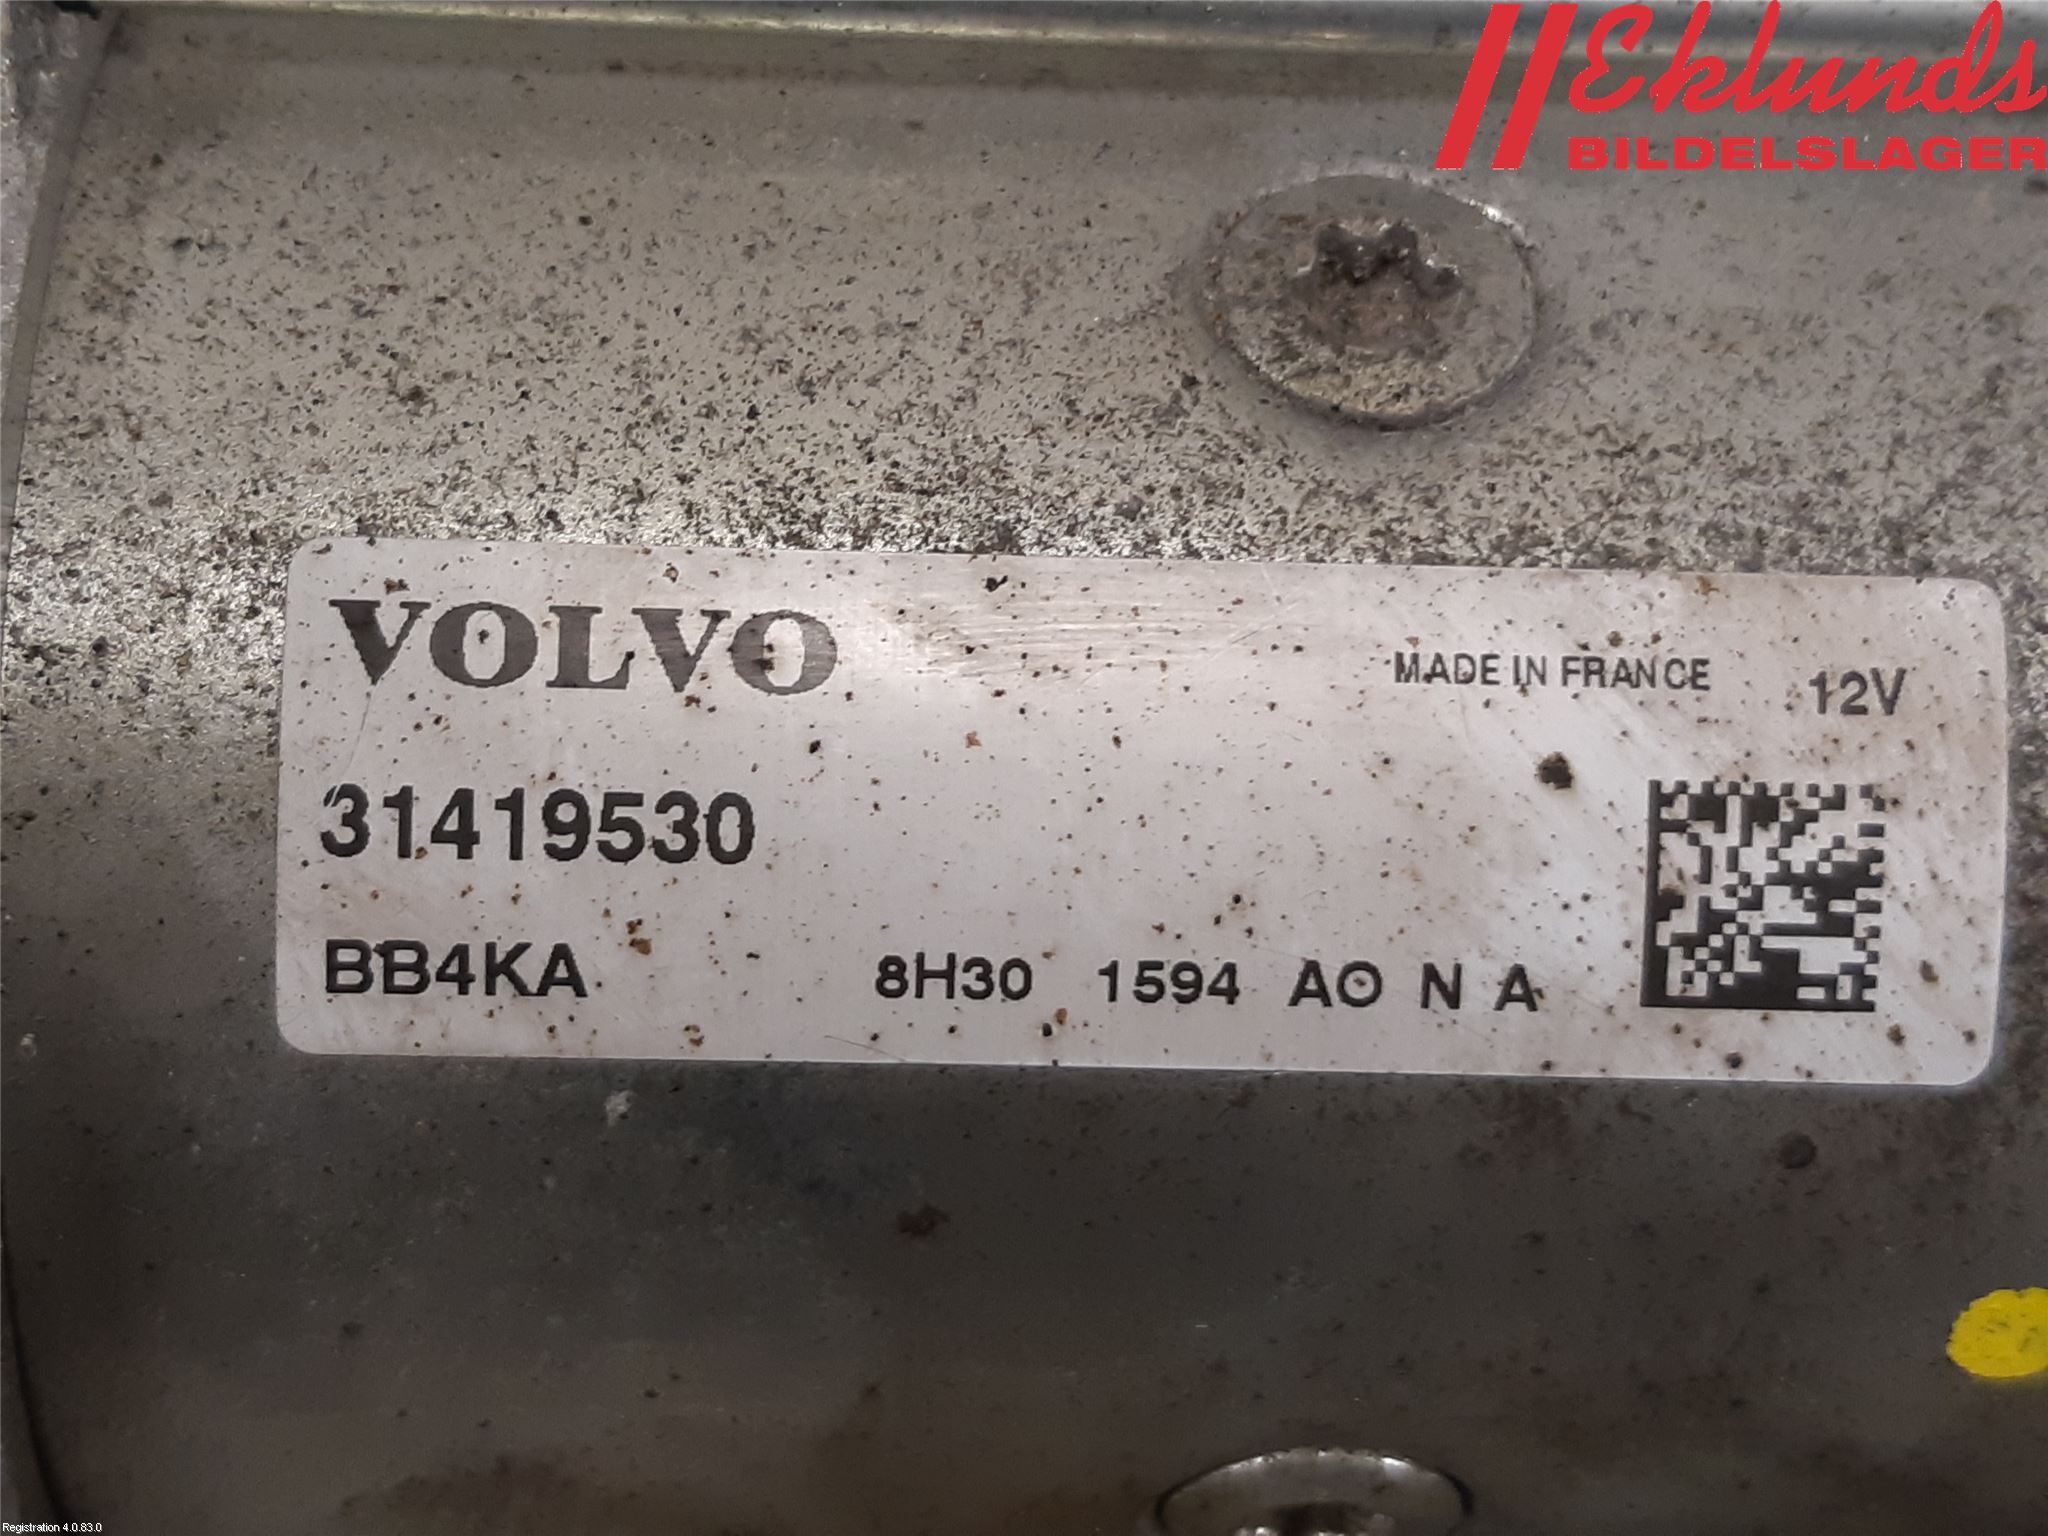 Eklunds
BILDELSLAGER
VOLVO
MADE IN FRANCE 12V
31419530
BB4KA 8H30 1594 AO N A
Registration 4.0.83.0